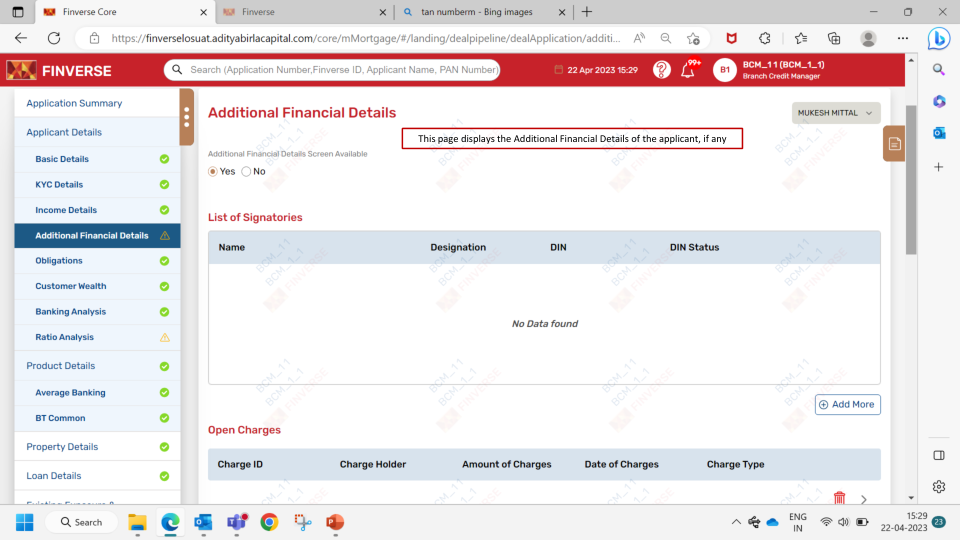 Finverse Core
Finverse
tan numberm - Bing images
https://finverselosuat.adityabirlacapital.com/core/mMortgage/#/landing/dealpipeline/dealApplication/additi...
FINVERSE
Search (Application Number,Finverse ID, Applicant Name, PAN Number)
22 Apr 2023 15:29
99+
B1
BCM_11 (BCM_1_1)
Branch Credit Manager
Application Summary
Applicant Details
Basic Details
KYC Details
Income Details
Additional Financial Details
Obligations
Customer Wealth
Banking Analysis
Ratio Analysis
Product Details
Average Banking
BT Common
Property Details
Loan Details
Additional Financial Details
MUKESH MITTAL
This page displays the Additional Financial Details of the applicant, if any
Additional Financial Details Screen Available
Yes No
List of Signatories
Name Designation DIN DIN Status
No Data found
Add More
Open Charges
Charge ID Charge Holder Amount of Charges Date of Charges Charge Type
BCM_11
BCM_1_1
FINVERSE
Search
ENG
IN
15:29
22-04-2023
23